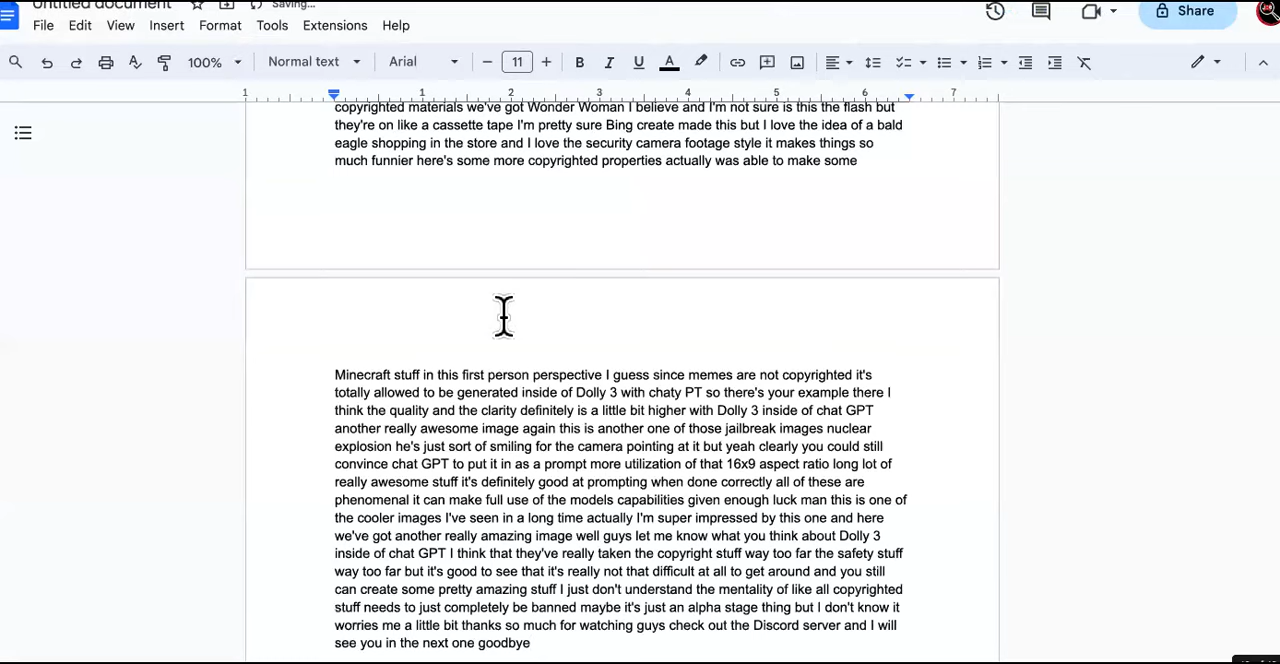 Untitled document Saving...
File Edit View Insert Format Tools Extensions Help
Share
100% Normal text Arial 11 B I U A
1 1 2 3 4 5 6 7
copyrighted materials we've got Wonder Woman I believe and I'm not sure is this the flash but
they're on like a cassette tape I'm pretty sure Bing create made this but I love the idea of a bald
eagle shopping in the store and I love the security camera footage style it makes things so
much funnier here's some more copyrighted properties actually was able to make some
Minecraft stuff in this first person perspective I guess since memes are not copyrighted it's
totally allowed to be generated inside of Dolly 3 with chaty PT so there's your example there I
think the quality and the clarity definitely is a little bit higher with Dolly 3 inside of chat GPT
another really awesome image again this is another one of those jailbreak images nuclear
explosion he's just sort of smiling for the camera pointing at it but yeah clearly you could still
convince chat GPT to put it in as a prompt more utilization of that 16x9 aspect ratio long lot of
really awesome stuff it's definitely good at prompting when done correctly all of these are
phenomenal it can make full use of the models capabilities given enough luck man this is one of
the cooler images I've seen in a long time actually I'm super impressed by this one and here
we've got another really amazing image well guys let me know what you think about Dolly 3
inside of chat GPT I think that they've really taken the copyright stuff way too far the safety stuff
way too far but it's good to see that it's really not that difficult at all to get around and you still
can create some pretty amazing stuff I just don't understand the mentality of like all copyrighted
stuff needs to just completely be banned maybe it's just an alpha stage thing but I don't know it
worries me a little bit thanks so much for watching guys check out the Discord server and I will
see you in the next one goodbye